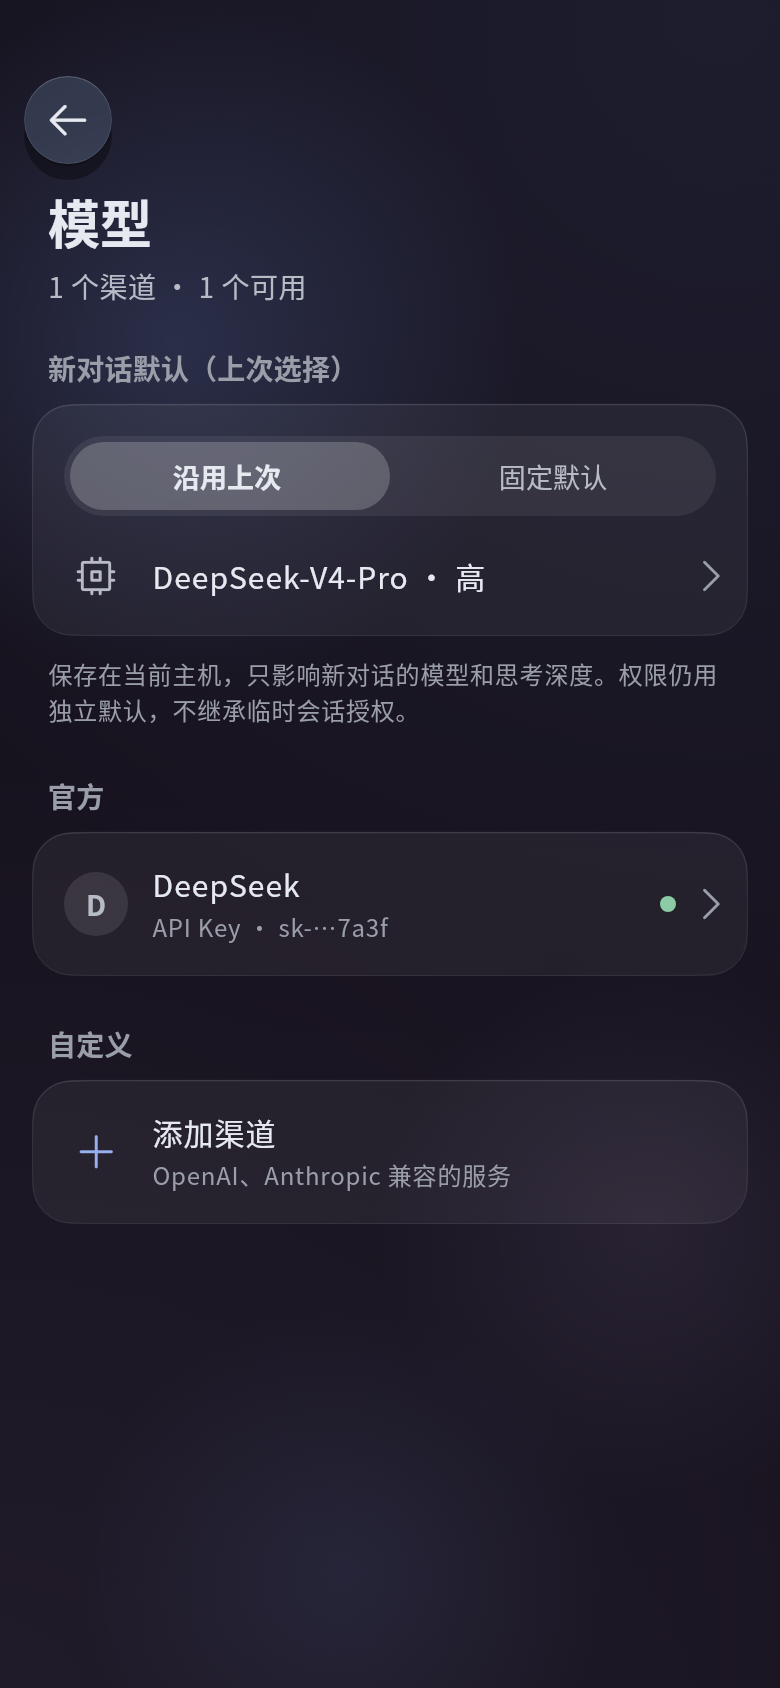 模型
1 个渠道 · 1 个可用
新对话默认（上次选择）
沿用上次
固定默认
DeepSeek-V4-Pro · 高
保存在当前主机，只影响新对话的模型和思考深度。权限仍用
独立默认，不继承临时会话授权。
官方
D
DeepSeek
API Key · sk-···7a3f
自定义
添加渠道
OpenAI、Anthropic 兼容的服务